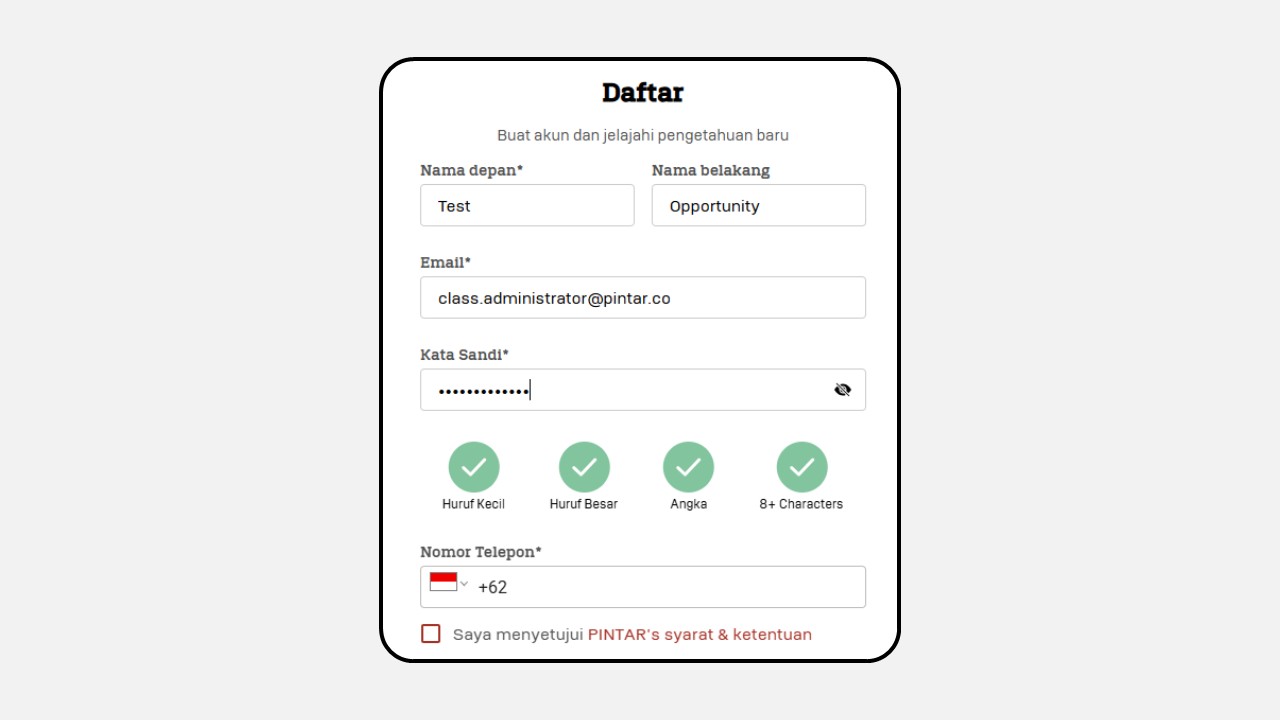 Daftar
Buat akun dan jelajahi pengetahuan baru
Nama depan* Nama belakang
Test Opportunity
Email*
class.administrator@pintar.co
Kata Sandi*
•••••••••••••
Huruf Kecil Huruf Besar Angka 8+ Characters
Nomor Telepon*
+62
Saya menyetujui PINTAR's syarat & ketentuan